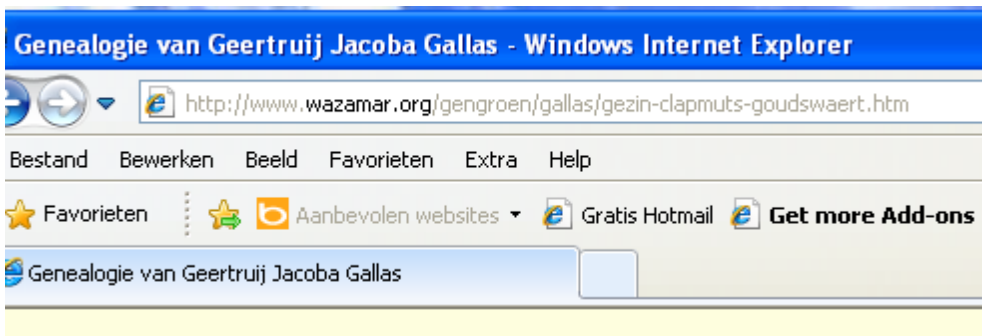 Genealogie van Geertruij Jacoba Gallas - Windows Internet Explorer
http://www.wazamar.org/gengroen/gallas/gezin-clapmuts-goudswaert.htm
Bestand Bewerken Beeld Favorieten Extra Help
Favorieten Aanbevolen websites Gratis Hotmail Get more Add-ons
Genealogie van Geertruij Jacoba Gallas